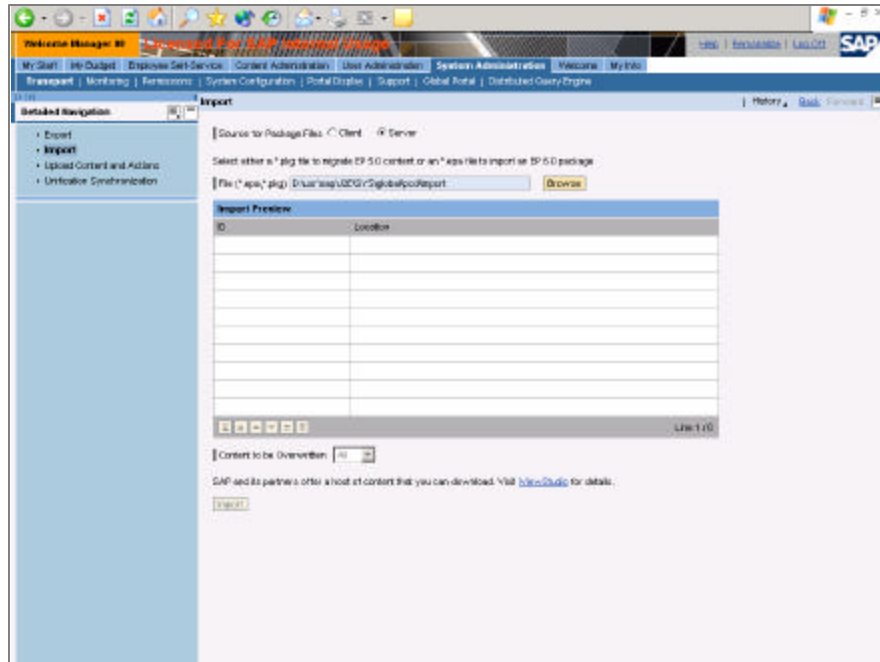 Welcome Manager
Licensed For SAP Internal Usage
Help | Personalize | Log Off
SAP
My Staff My Budget Employee Self-Service Content Administration User Administration System Administration Welcome My Info
Transport | Monitoring | Permissions | System Configuration | Portal Display | Support | Global Portal | Distributed Query Engine
Detailed Navigation
Import
History Back Forward
Export
Import
Upload Content and Actions
Unification Synchronization
Source for Package Files Client Server
Select either a *.pkg file to migrate EP 5.0 content or an *.epa file to import an EP 6.0 package
File (*.epa;*.pkg)
Browse
Import Preview
ID Location
Line 1 / 0
Content to be Overwritten All
SAP and its partners offer a host of content that you can download. Visit iViewStudio for details.
Import